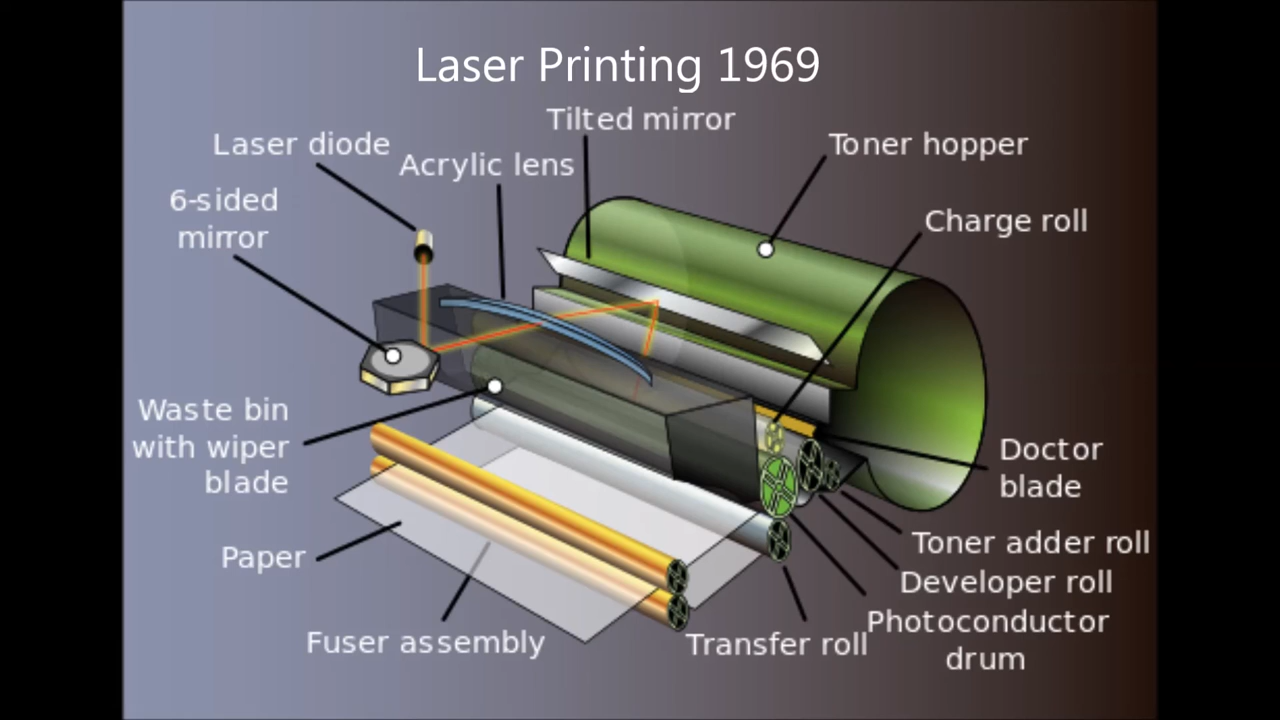 Laser Printing 1969
Tilted mirror
Laser diode
Toner hopper
Acrylic lens
6-sided
mirror
Charge roll
Waste bin
with wiper
blade
Doctor
blade
Paper
Toner adder roll
Developer roll
Photoconductor
drum
Fuser assembly
Transfer roll